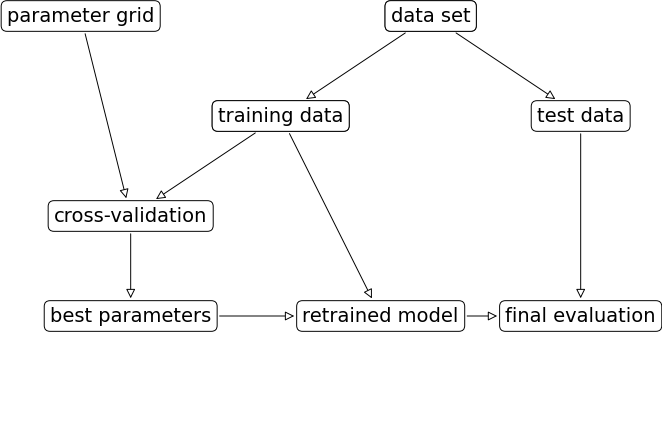 parameter grid
data set
training data
test data
cross-validation
best parameters
retrained model
final evaluation